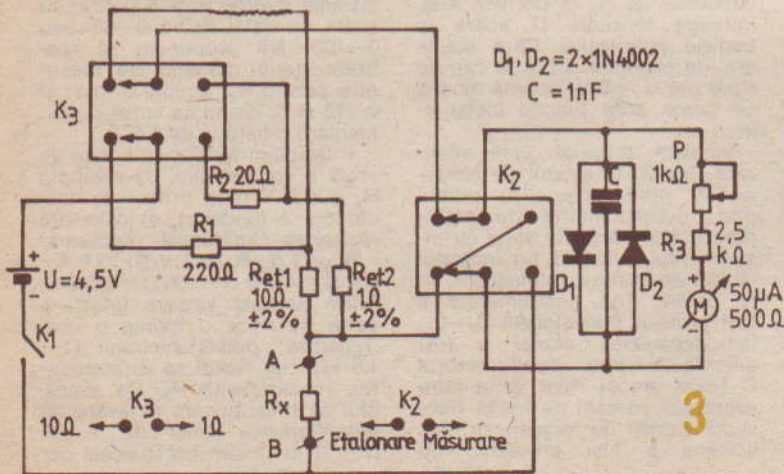 D₁, D₂ = 2×1N4002
C = 1nF
K₃
R₂ 20Ω
R₁
220Ω
K₂
C
P
1kΩ
R₃
2,5
kΩ
D₁
D₂
+
M
-
50µA
500Ω
+
U=4,5V
-
K₁
Ret1
10Ω
±2%
Ret2
1Ω
±2%
A
Rx
B
10Ω
K₃
1Ω
K₂
Etalonare Măsurare
3